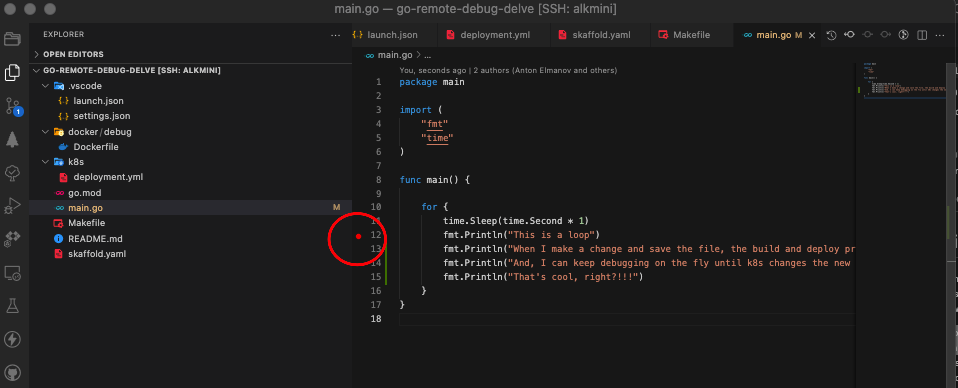 main.go — go-remote-debug-delve [SSH: alkmini]
EXPLORER
OPEN EDITORS
GO-REMOTE-DEBUG-DELVE [SSH: ALKMINI]
.vscode
launch.json
settings.json
docker/debug
Dockerfile
k8s
deployment.yml
go.mod
main.go M
Makefile
README.md
skaffold.yaml
1
launch.json deployment.yml skaffold.yaml Makefile main.go M
main.go > ...
You, seconds ago | 2 authors (Anton Elmanov and others)
1 package main
2
3 import (
4 "fmt"
5 "time"
6 )
7
8 func main() {
9
10 for {
11 time.Sleep(time.Second * 1)
12 fmt.Println("This is a loop")
13 fmt.Println("When I make a change and save the file, the build and deploy pr
14 fmt.Println("And, I can keep debugging on the fly until k8s changes the new
15 fmt.Println("That's cool, right?!!!")
16 }
17 }
18